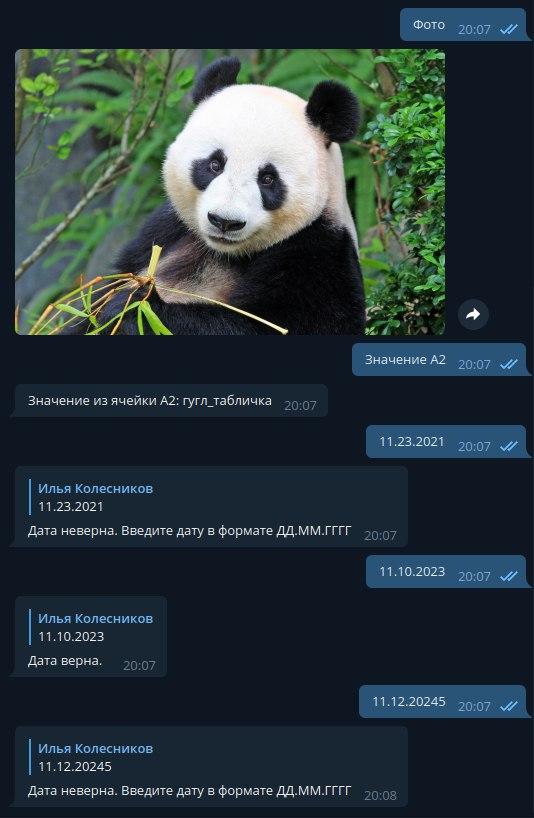 Фото 20:07
Значение А2 20:07
Значение из ячейки А2: гугл_табличка 20:07
11.23.2021 20:07
Илья Колесников
11.23.2021
Дата неверна. Введите дату в формате ДД.ММ.ГГГГ 20:07
11.10.2023 20:07
Илья Колесников
11.10.2023
Дата верна. 20:07
11.12.20245 20:07
Илья Колесников
11.12.20245
Дата неверна. Введите дату в формате ДД.ММ.ГГГГ 20:08